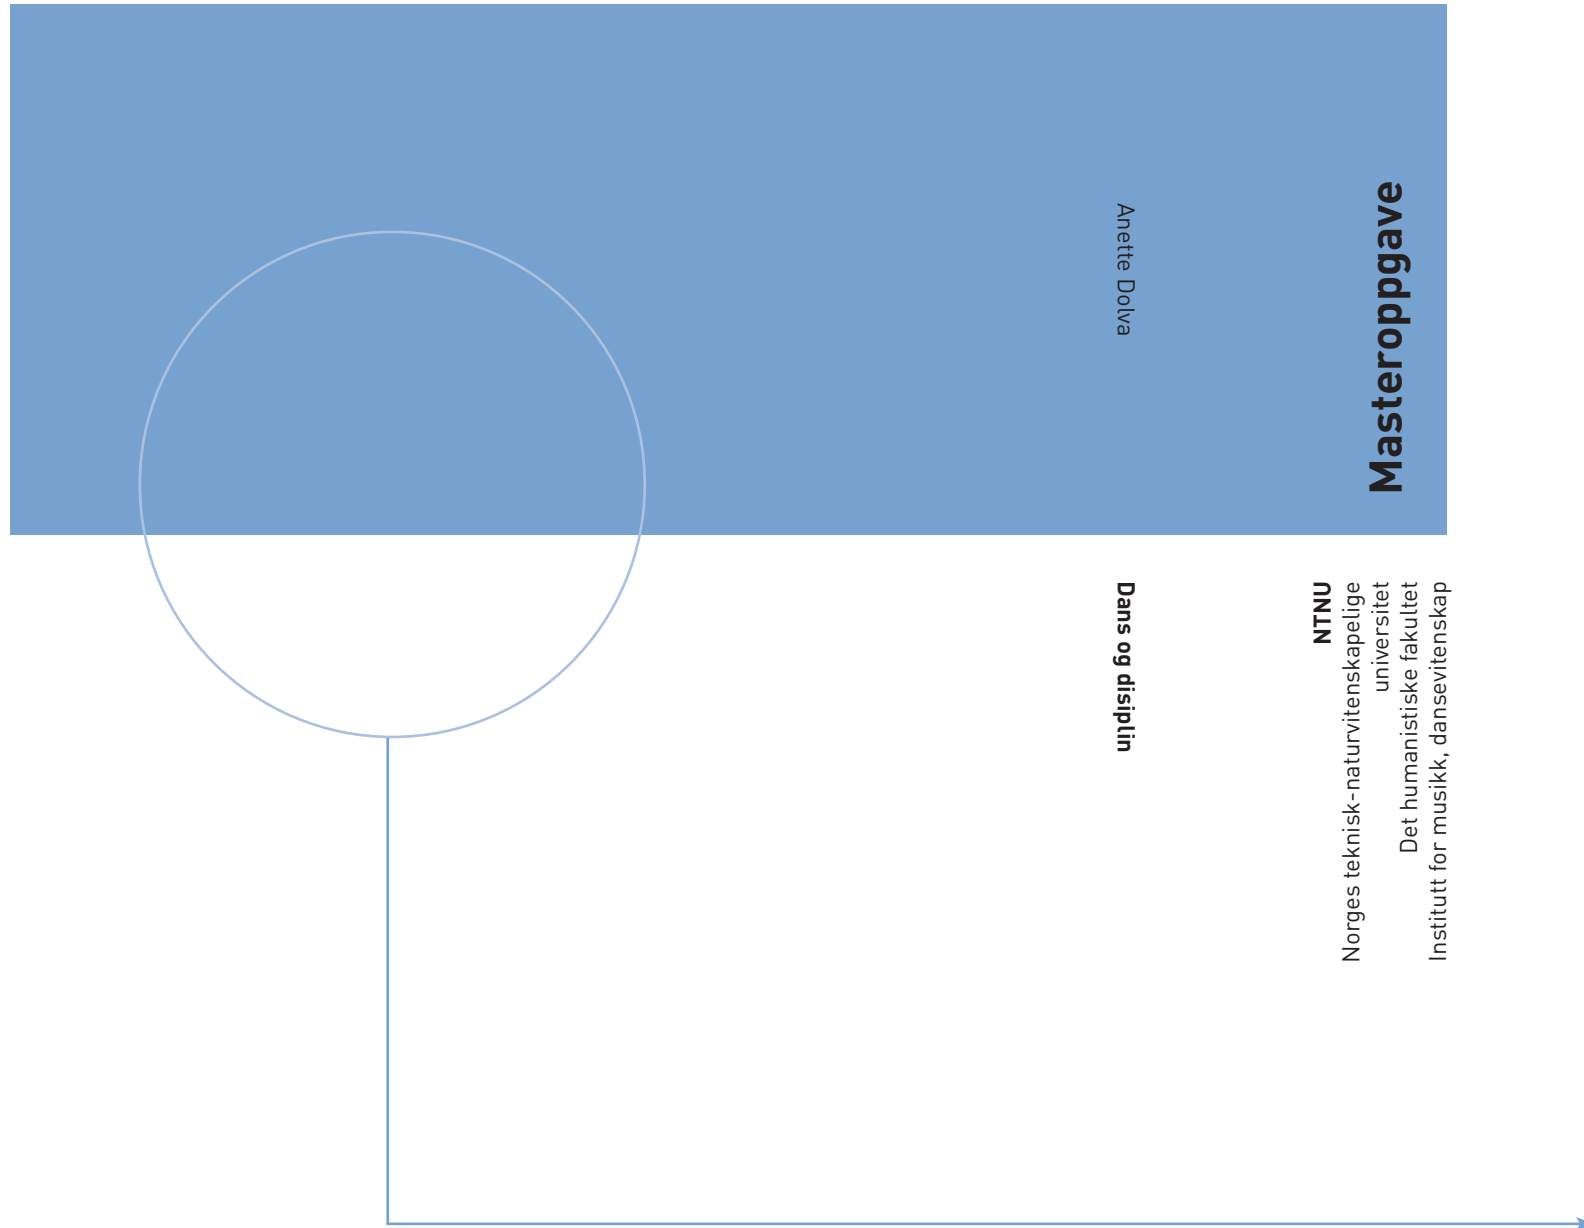 Anette Dolva
Dans og disiplin
Masteroppgave
NTNU
Norges teknisk-naturvitenskapelige
universitet
Det humanistiske fakultet
Institutt for musikk, dansevitenskap